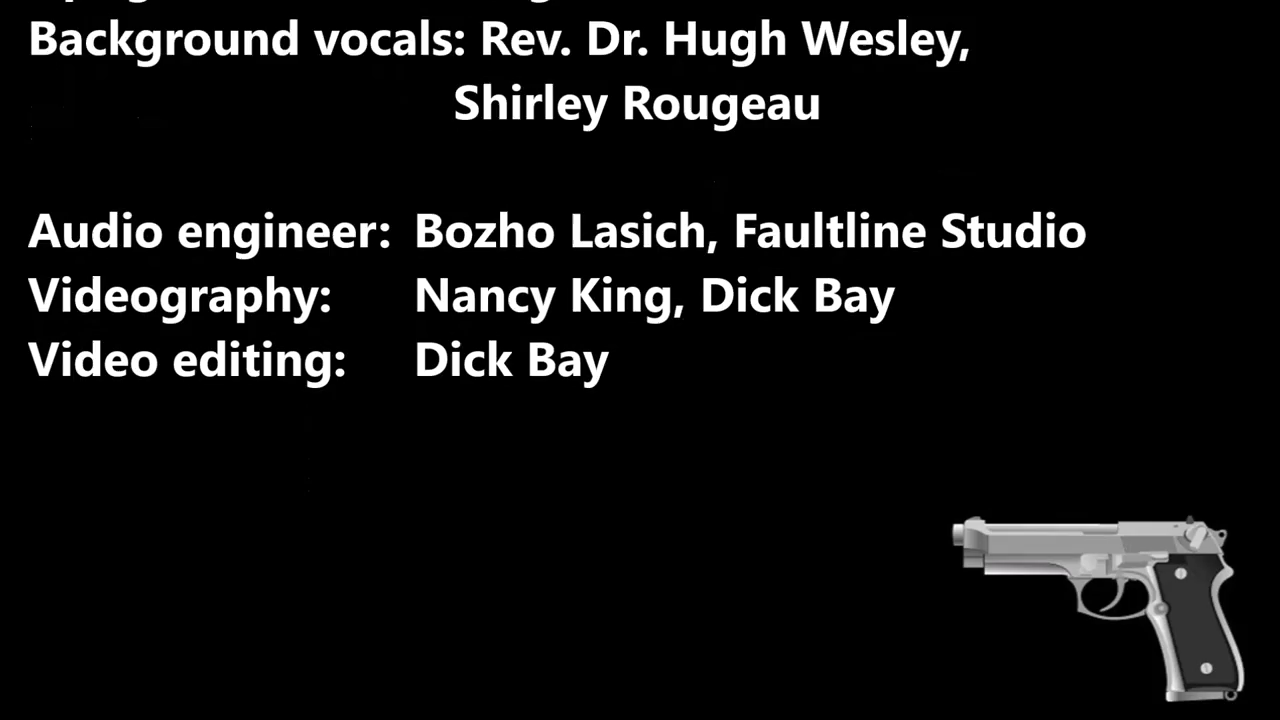 Background vocals: Rev. Dr. Hugh Wesley,
Shirley Rougeau
Audio engineer: Bozho Lasich, Faultline Studio
Videography: Nancy King, Dick Bay
Video editing: Dick Bay